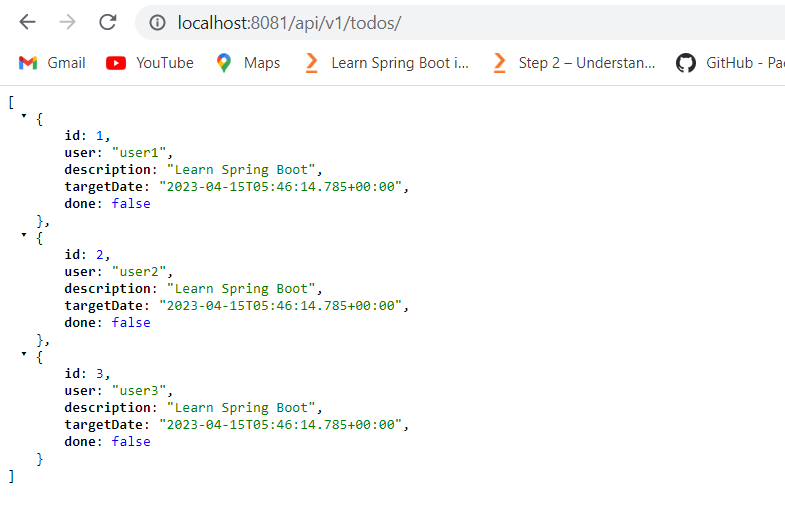 localhost:8081/api/v1/todos/
Gmail YouTube Maps Learn Spring Boot i... Step 2 – Understan... GitHub - Pac
[
{
id: 1,
user: "user1",
description: "Learn Spring Boot",
targetDate: "2023-04-15T05:46:14.785+00:00",
done: false
},
{
id: 2,
user: "user2",
description: "Learn Spring Boot",
targetDate: "2023-04-15T05:46:14.785+00:00",
done: false
},
{
id: 3,
user: "user3",
description: "Learn Spring Boot",
targetDate: "2023-04-15T05:46:14.785+00:00",
done: false
}
]